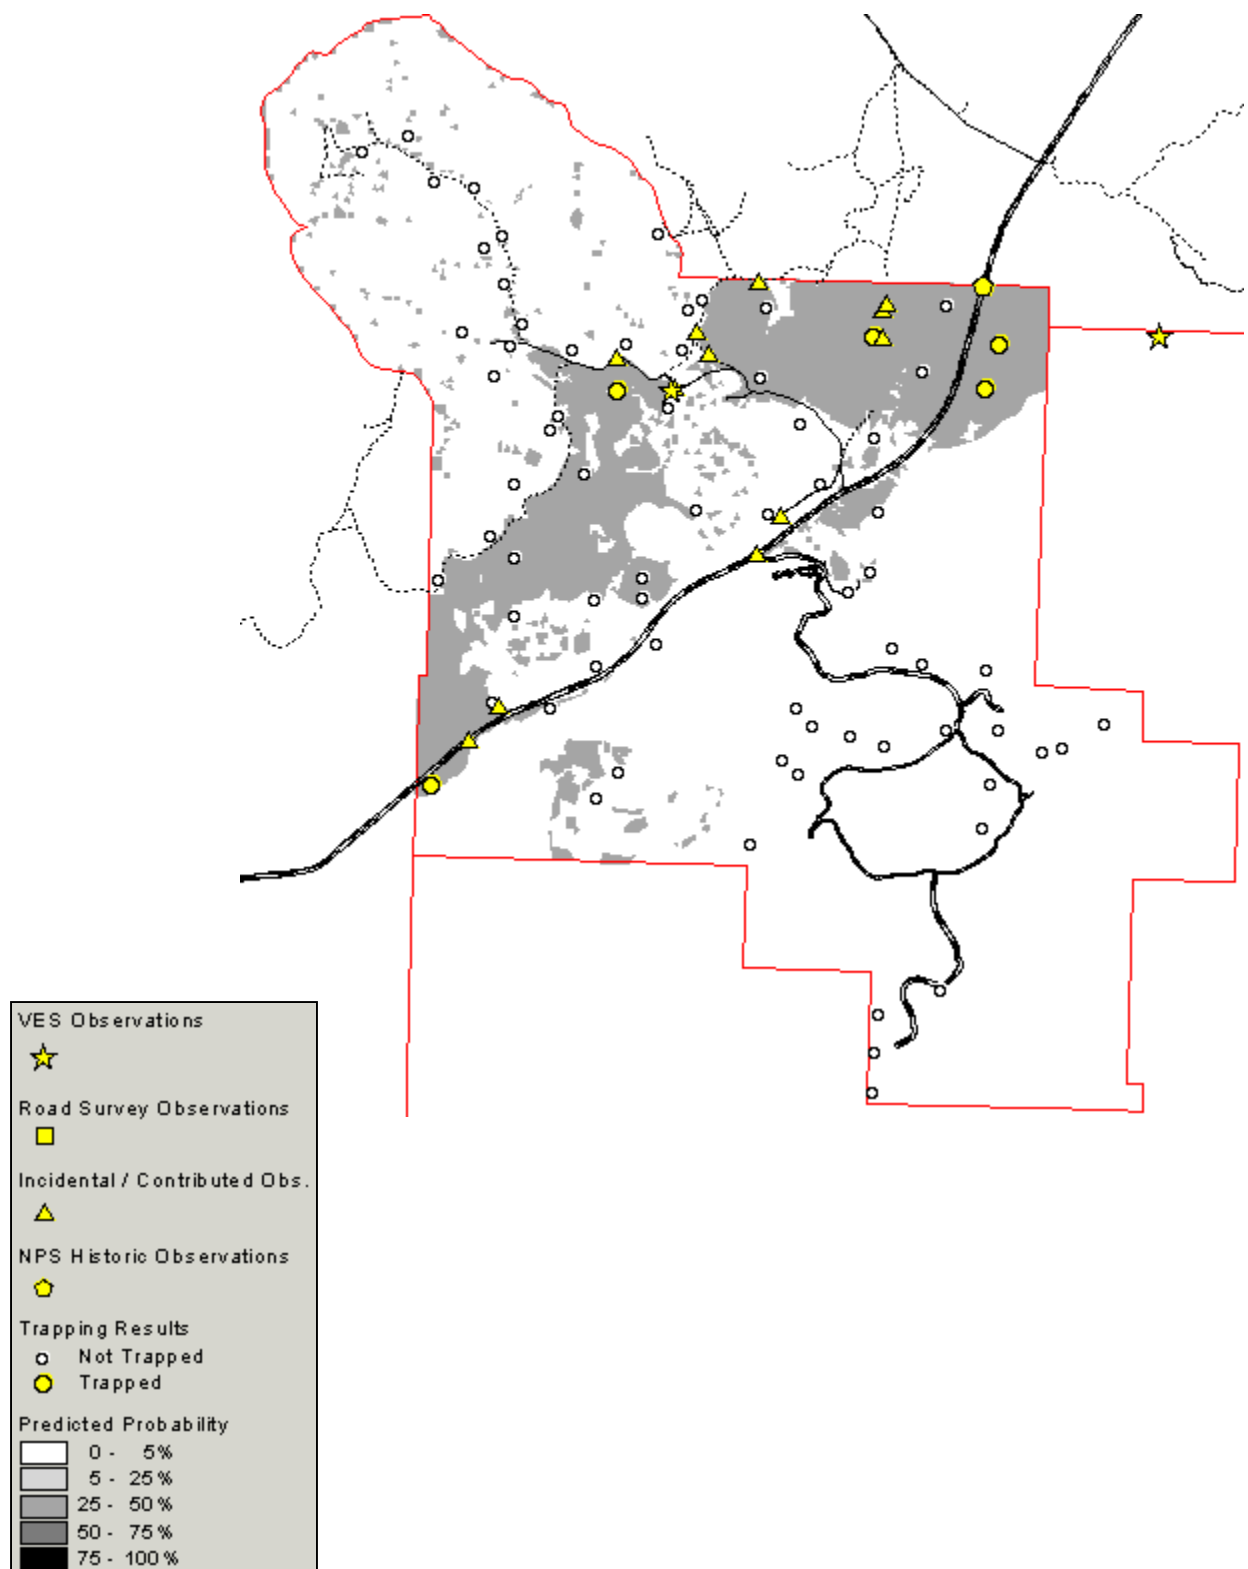 VES Observations
Road Survey Observations
Incidental / Contributed Obs.
NPS Historic Observations
Trapping Results
Not Trapped
Trapped
Predicted Probability
0 - 5%
5 - 25%
25 - 50%
50 - 75%
75 - 100%